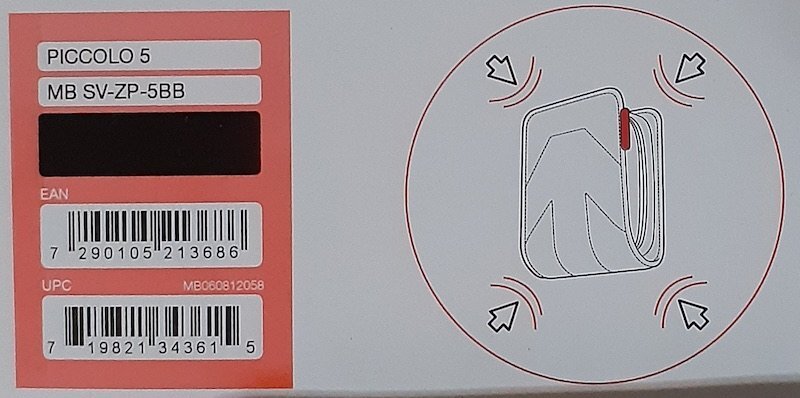 PICCOLO 5
MB SV-ZP-5BB
EAN
7 290105 213686
UPC MB060812058
7 19821 34361 5